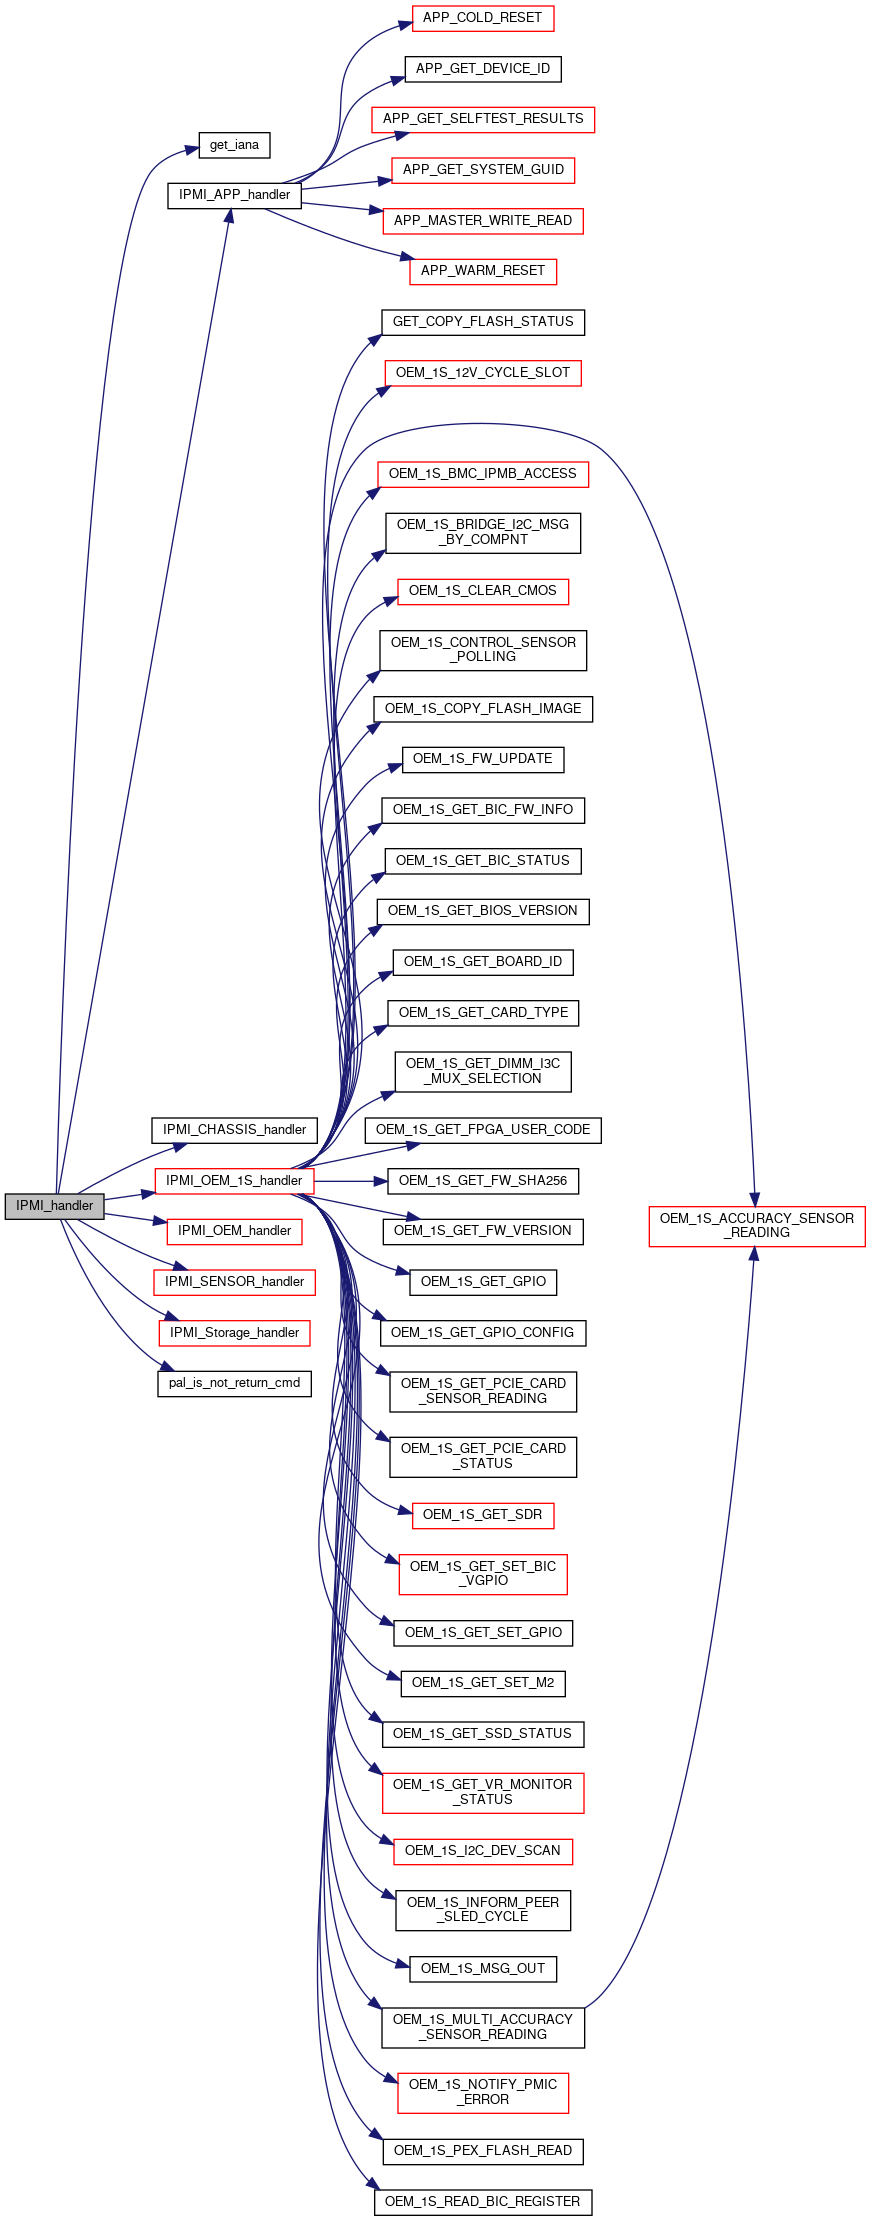 APP_COLD_RESET
APP_GET_DEVICE_ID
APP_GET_SELFTEST_RESULTS
get_iana
APP_GET_SYSTEM_GUID
IPMI_APP_handler
APP_MASTER_WRITE_READ
APP_WARM_RESET
GET_COPY_FLASH_STATUS
OEM_1S_12V_CYCLE_SLOT
OEM_1S_BMC_IPMB_ACCESS
OEM_1S_BRIDGE_I2C_MSG
_BY_COMPNT
OEM_1S_CLEAR_CMOS
OEM_1S_CONTROL_SENSOR
_POLLING
OEM_1S_COPY_FLASH_IMAGE
OEM_1S_FW_UPDATE
OEM_1S_GET_BIC_FW_INFO
OEM_1S_GET_BIC_STATUS
OEM_1S_GET_BIOS_VERSION
OEM_1S_GET_BOARD_ID
OEM_1S_GET_CARD_TYPE
OEM_1S_GET_DIMM_I3C
_MUX_SELECTION
IPMI_CHASSIS_handler
OEM_1S_GET_FPGA_USER_CODE
IPMI_OEM_1S_handler
OEM_1S_GET_FW_SHA256
IPMI_handler
OEM_1S_ACCURACY_SENSOR
_READING
IPMI_OEM_handler
OEM_1S_GET_FW_VERSION
IPMI_SENSOR_handler
OEM_1S_GET_GPIO
IPMI_Storage_handler
OEM_1S_GET_GPIO_CONFIG
pal_is_not_return_cmd
OEM_1S_GET_PCIE_CARD
_SENSOR_READING
OEM_1S_GET_PCIE_CARD
_STATUS
OEM_1S_GET_SDR
OEM_1S_GET_SET_BIC
_VGPIO
OEM_1S_GET_SET_GPIO
OEM_1S_GET_SET_M2
OEM_1S_GET_SSD_STATUS
OEM_1S_GET_VR_MONITOR
_STATUS
OEM_1S_I2C_DEV_SCAN
OEM_1S_INFORM_PEER
_SLED_CYCLE
OEM_1S_MSG_OUT
OEM_1S_MULTI_ACCURACY
_SENSOR_READING
OEM_1S_NOTIFY_PMIC
_ERROR
OEM_1S_PEX_FLASH_READ
OEM_1S_READ_BIC_REGISTER